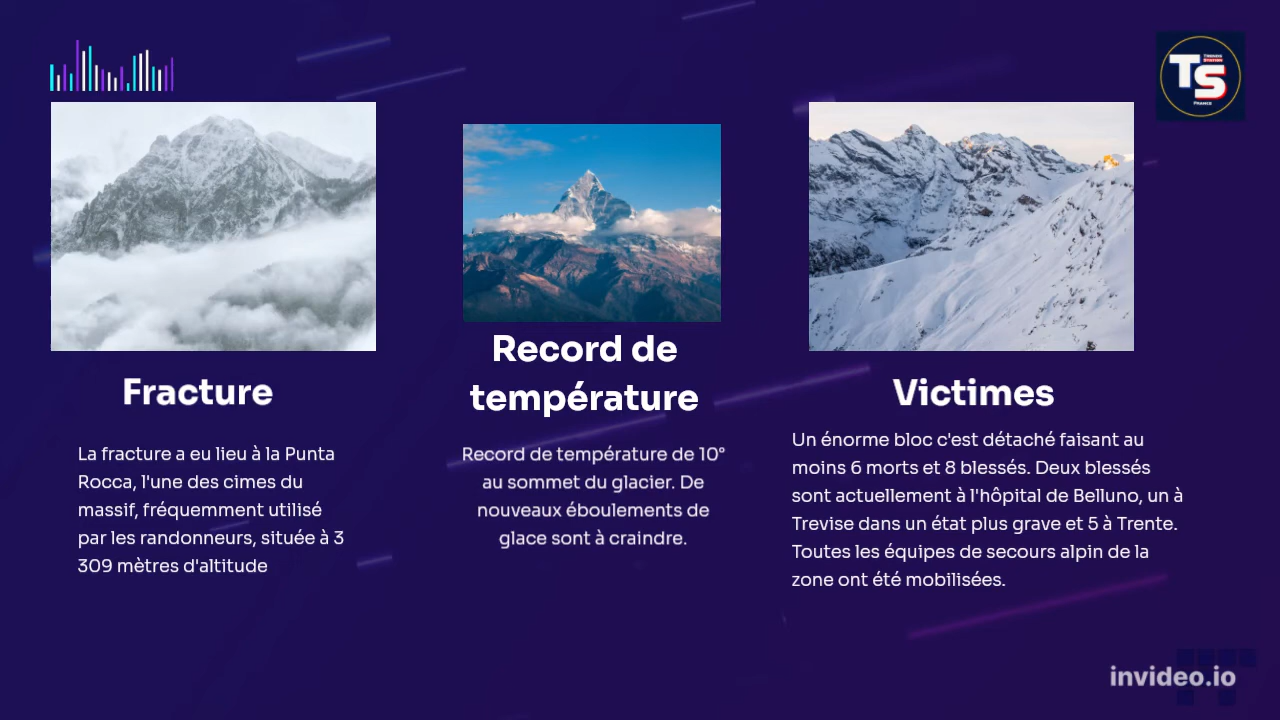 TS
TRENDS
STATION
FRANCE
Fracture
La fracture a eu lieu à la Punta
Rocca, l'une des cimes du
massif, fréquemment utilisé
par les randonneurs, située à 3
309 mètres d'altitude
Record de
température
Record de température de 10°
au sommet du glacier. De
nouveaux éboulements de
glace sont à craindre.
Victimes
Un énorme bloc c'est détaché faisant au
moins 6 morts et 8 blessés. Deux blessés
sont actuellement à l'hôpital de Belluno, un à
Trevise dans un état plus grave et 5 à Trente.
Toutes les équipes de secours alpin de la
zone ont été mobilisées.
invideo.io